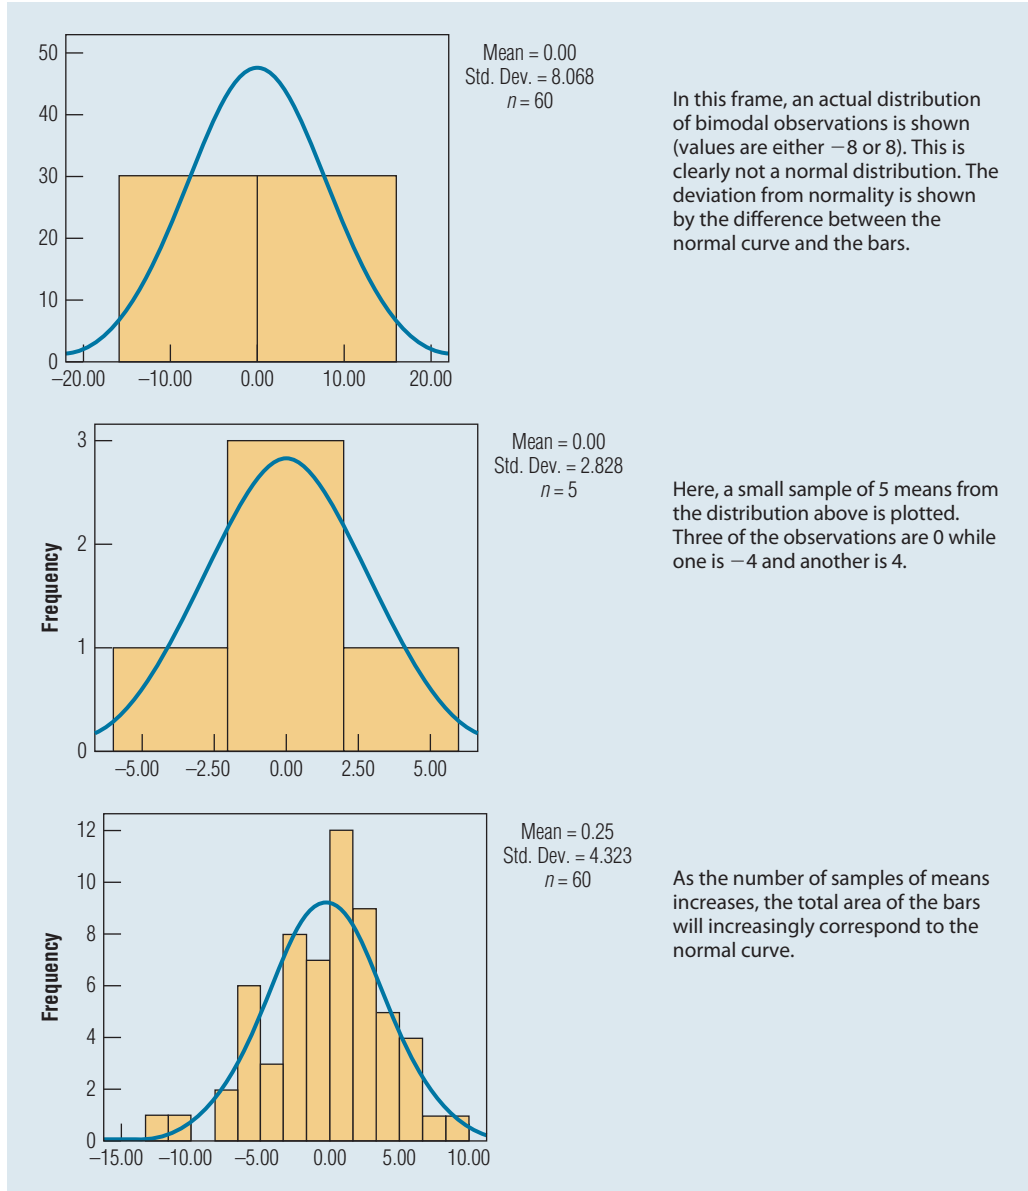 50
40
30
20
10
0
–20.00 –10.00 0.00 10.00 20.00
Mean = 0.00
Std. Dev. = 8.068
n = 60
In this frame, an actual distribution
of bimodal observations is shown
(values are either −8 or 8). This is
clearly not a normal distribution. The
deviation from normality is shown
by the difference between the
normal curve and the bars.
Frequency
3
2
1
0
–5.00 –2.50 0.00 2.50 5.00
Mean = 0.00
Std. Dev. = 2.828
n = 5
Here, a small sample of 5 means from
the distribution above is plotted.
Three of the observations are 0 while
one is −4 and another is 4.
Frequency
12
10
8
6
4
2
0
–15.00 –10.00 –5.00 0.00 5.00 10.00
Mean = 0.25
Std. Dev. = 4.323
n = 60
As the number of samples of means
increases, the total area of the bars
will increasingly correspond to the
normal curve.